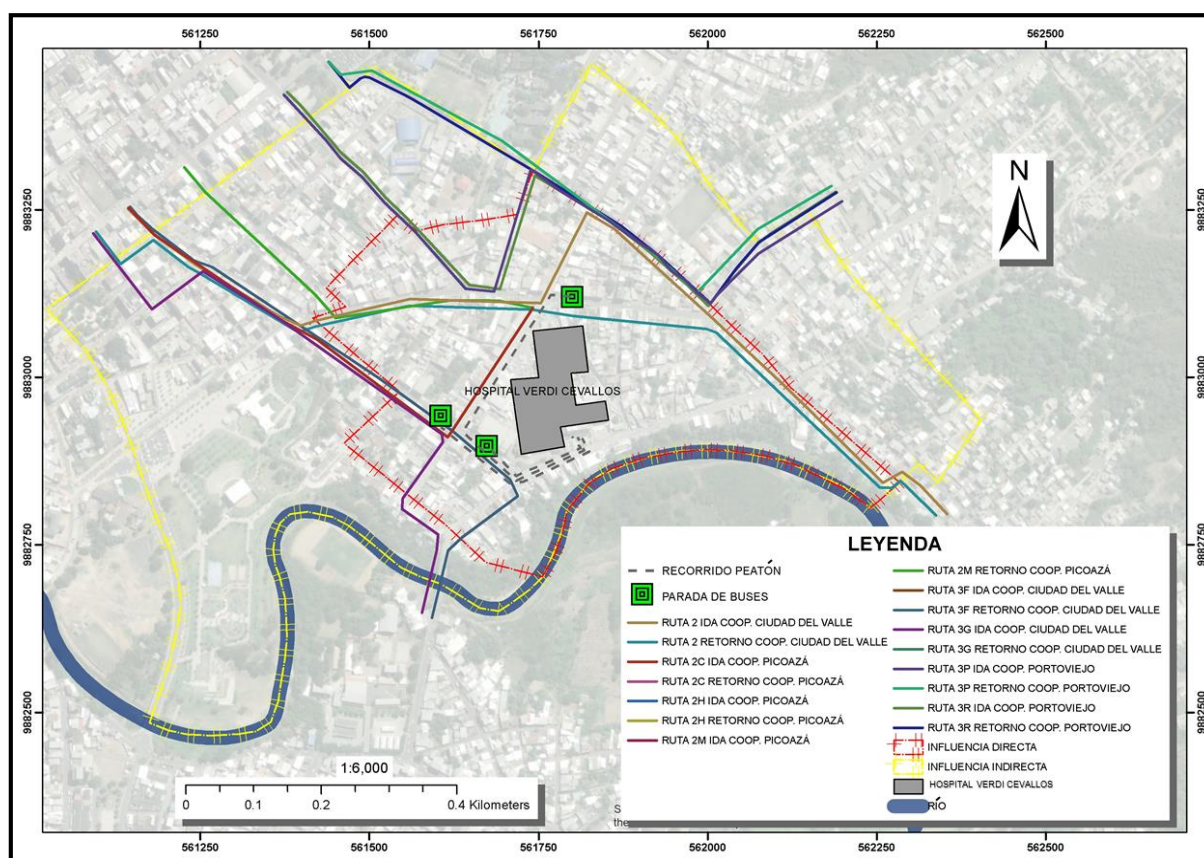 561250 561500 561750 562000 562250 562500
9883250
9883000
9882750
9882500
9883250
9883000
9882750
9882500
N
HOSPITAL VERDI CEVALLOS
LEYENDA
RECORRIDO PEATÓN
PARADA DE BUSES
RUTA 2 IDA COOP. CIUDAD DEL VALLE
RUTA 2 RETORNO COOP. CIUDAD DEL VALLE
RUTA 2C IDA COOP. PICOAZÁ
RUTA 2C RETORNO COOP. PICOAZÁ
RUTA 2H IDA COOP. PICOAZÁ
RUTA 2H RETORNO COOP. PICOAZÁ
RUTA 2M IDA COOP. PICOAZÁ
RUTA 2M RETORNO COOP. PICOAZÁ
RUTA 3F IDA COOP. CIUDAD DEL VALLE
RUTA 3F RETORNO COOP. CIUDAD DEL VALLE
RUTA 3G IDA COOP. CIUDAD DEL VALLE
RUTA 3G RETORNO COOP. CIUDAD DEL VALLE
RUTA 3P IDA COOP. PORTOVIEJO
RUTA 3P RETORNO COOP. PORTOVIEJO
RUTA 3R IDA COOP. PORTOVIEJO
RUTA 3R RETORNO COOP. PORTOVIEJO
INFLUENCIA DIRECTA
INFLUENCIA INDIRECTA
HOSPITAL VERDI CEVALLOS
RÍO
1:6,000
0 0.1 0.2 0.4 Kilometers
S
the
561250 561500 561750 562000 562250 562500